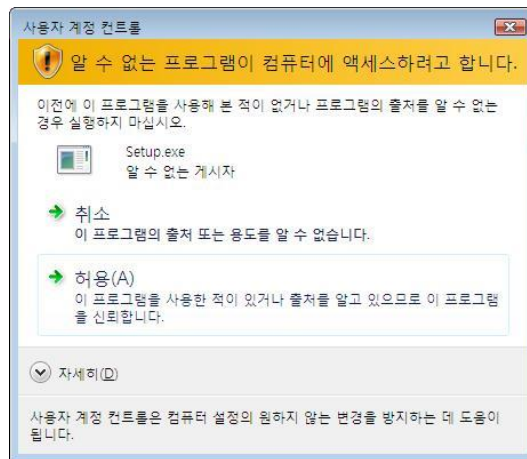 사용자 계정 컨트롤
알 수 없는 프로그램이 컴퓨터에 액세스하려고 합니다.
이전에 이 프로그램을 사용해 본 적이 없거나 프로그램의 출처를 알 수 없는
경우 실행하지 마십시오.
Setup.exe
알 수 없는 게시자
취소
이 프로그램의 출처 또는 용도를 알 수 없습니다.
허용(A)
이 프로그램을 사용한 적이 있거나 출처를 알고 있으므로 이 프로그램
을 신뢰합니다.
자세히(D)
사용자 계정 컨트롤은 컴퓨터 설정의 원하지 않는 변경을 방지하는 데 도움이
됩니다.